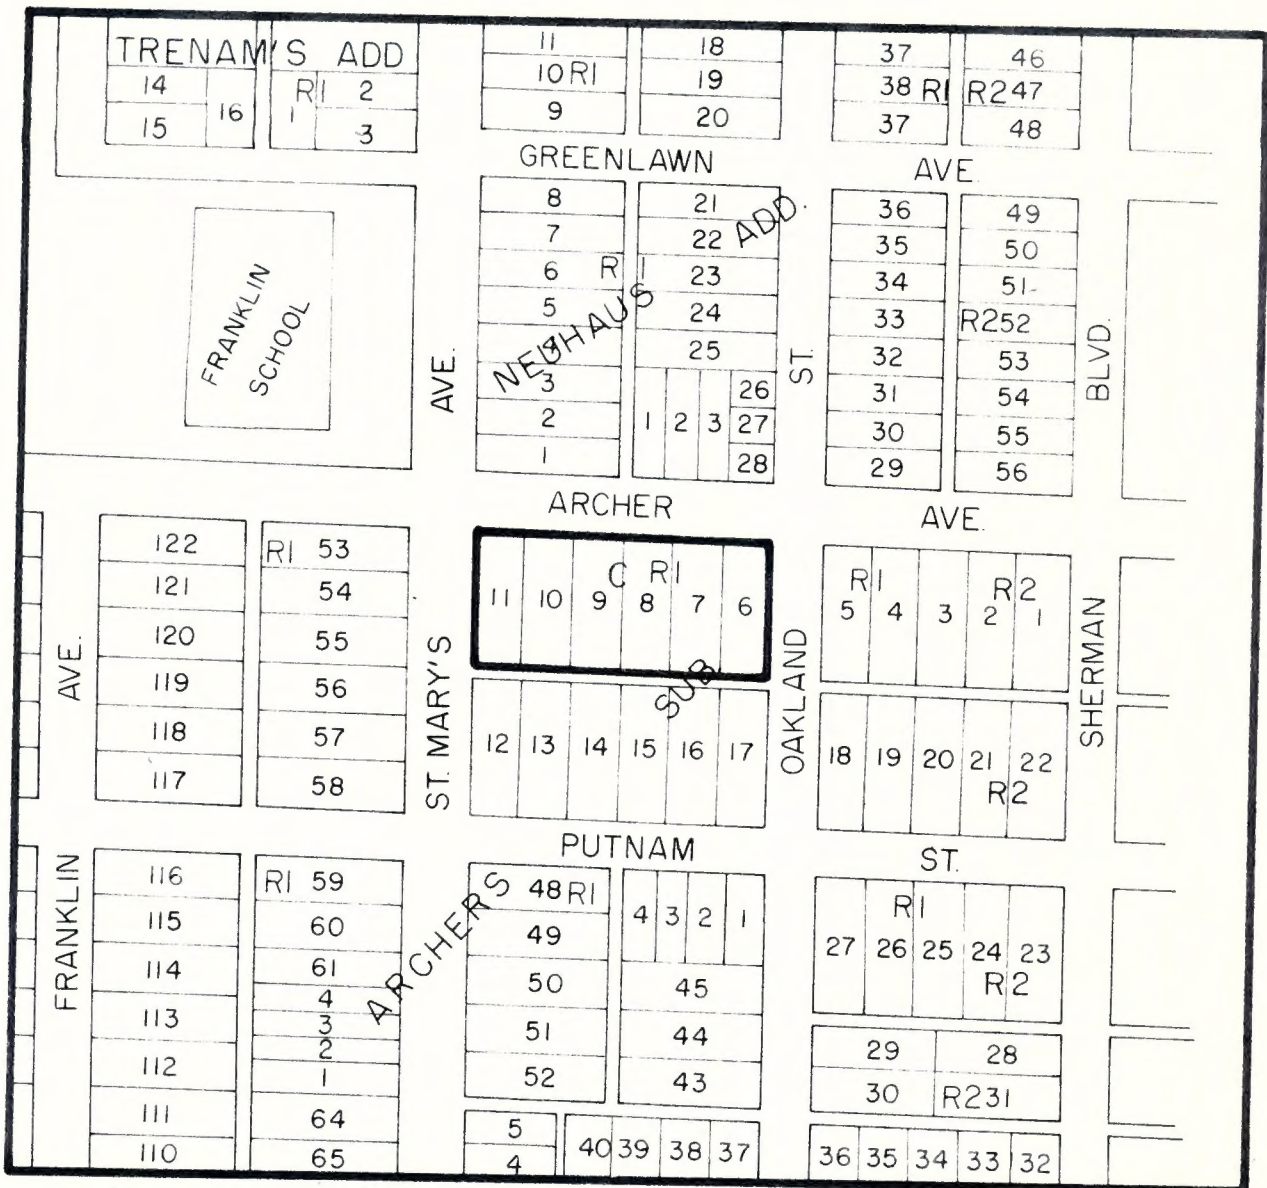 TRENAM'S ADD
14
15
16
R1
1
2
3
11
10 R1
9
18
19
20
37
38 R1
37
46
R2 47
48
GREENLAWN AVE.
FRANKLIN
SCHOOL
AVE.
8
7
6
5
4
3
2
1
R1
21
22
23
24
25
1 2 3
26
27
28
NEUHAUS ADD.
ST.
36
35
34
33
32
31
30
29
49
50
51
R2 52
53
54
55
56
BLVD.
ARCHER AVE.
122
121
120
119
118
117
R1 53
54
55
56
57
58
AVE.
ST. MARY'S
C R1
11 10 9 8 7 6
SUB.
12 13 14 15 16 17
OAKLAND
R1 R2
5 4 3 2 1
18 19 20 21 22
R2
SHERMAN
PUTNAM ST.
FRANKLIN
116
115
114
113
112
111
110
R1 59
60
61
4
3
2
1
64
65
ARCHERS
48 R1
49
50
51
52
4 3 2 1
45
44
43
5
4
40 39 38 37
R1
27 26 25 24 23
R2
29 28
30 R2 31
36 35 34 33 32